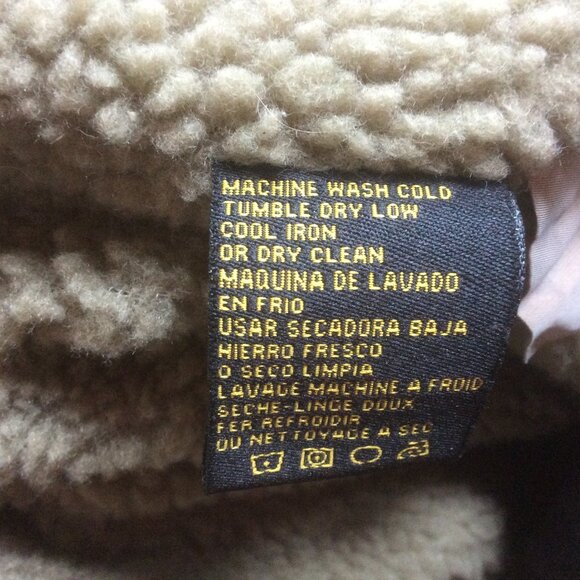 MACHINE WASH COLD
TUMBLE DRY LOW
COOL IRON
OR DRY CLEAN
MAQUINA DE LAVADO
EN FRIO
USAR SECADORA BAJA
HIERRO FRESCO
O SECO LIMPIA
LAVAGE MACHINE A FROID
SECHE-LINGE DOUX
FER REFROIDIR
OU NETTOYAGE A SEC